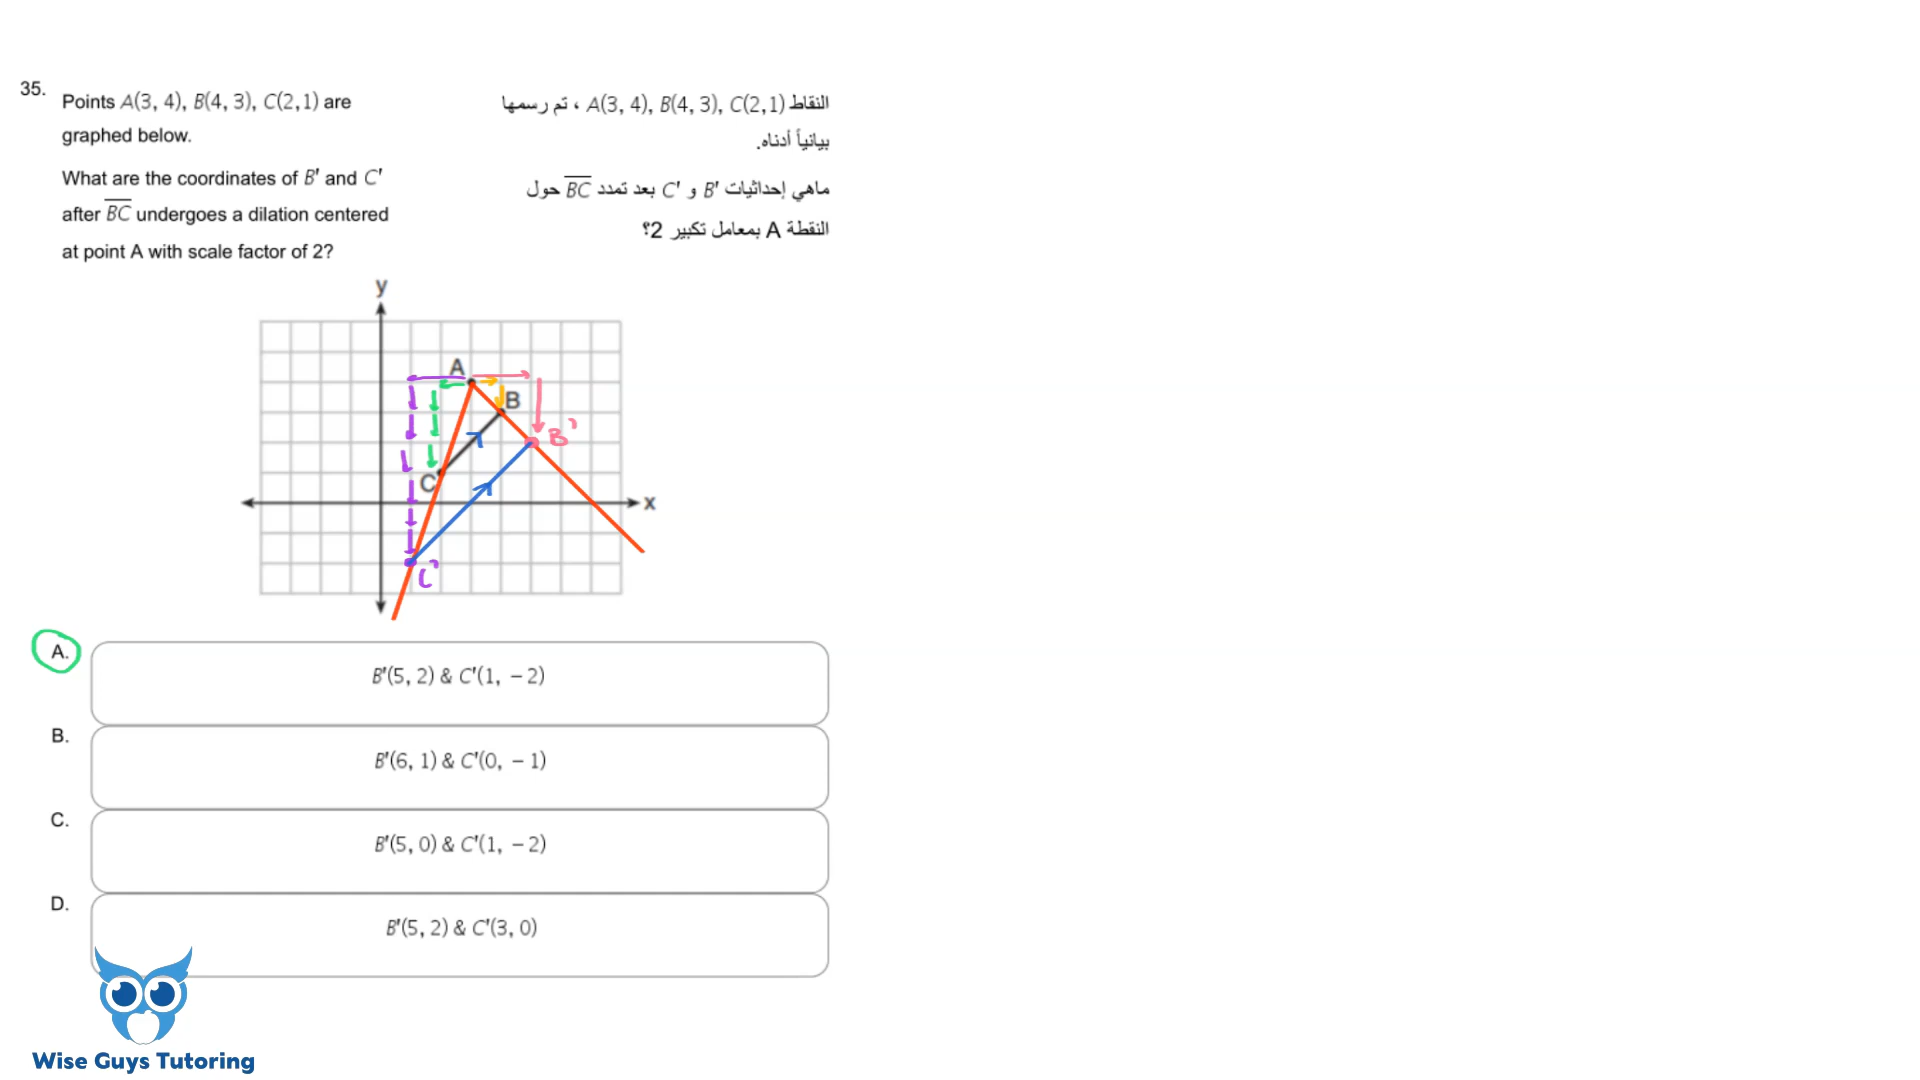 35.
Points A(3, 4), B(4, 3), C(2,1) are
graphed below.
What are the coordinates of B' and C'
after BC undergoes a dilation centered
at point A with scale factor of 2?
النقاط A(3, 4), B(4, 3), C(2,1) ، تم رسمها
بيانياً أدناه.
ماهي إحداثيات B' و C' بعد تمدد BC حول
النقطة A بمعامل تكبير 2؟
y
A
B
B'
C
x
C'
A.
B'(5, 2) & C'(1, − 2)
B.
B'(6, 1) & C'(0, − 1)
C.
B'(5, 0) & C'(1, − 2)
D.
B'(5, 2) & C'(3, 0)
Wise Guys Tutoring